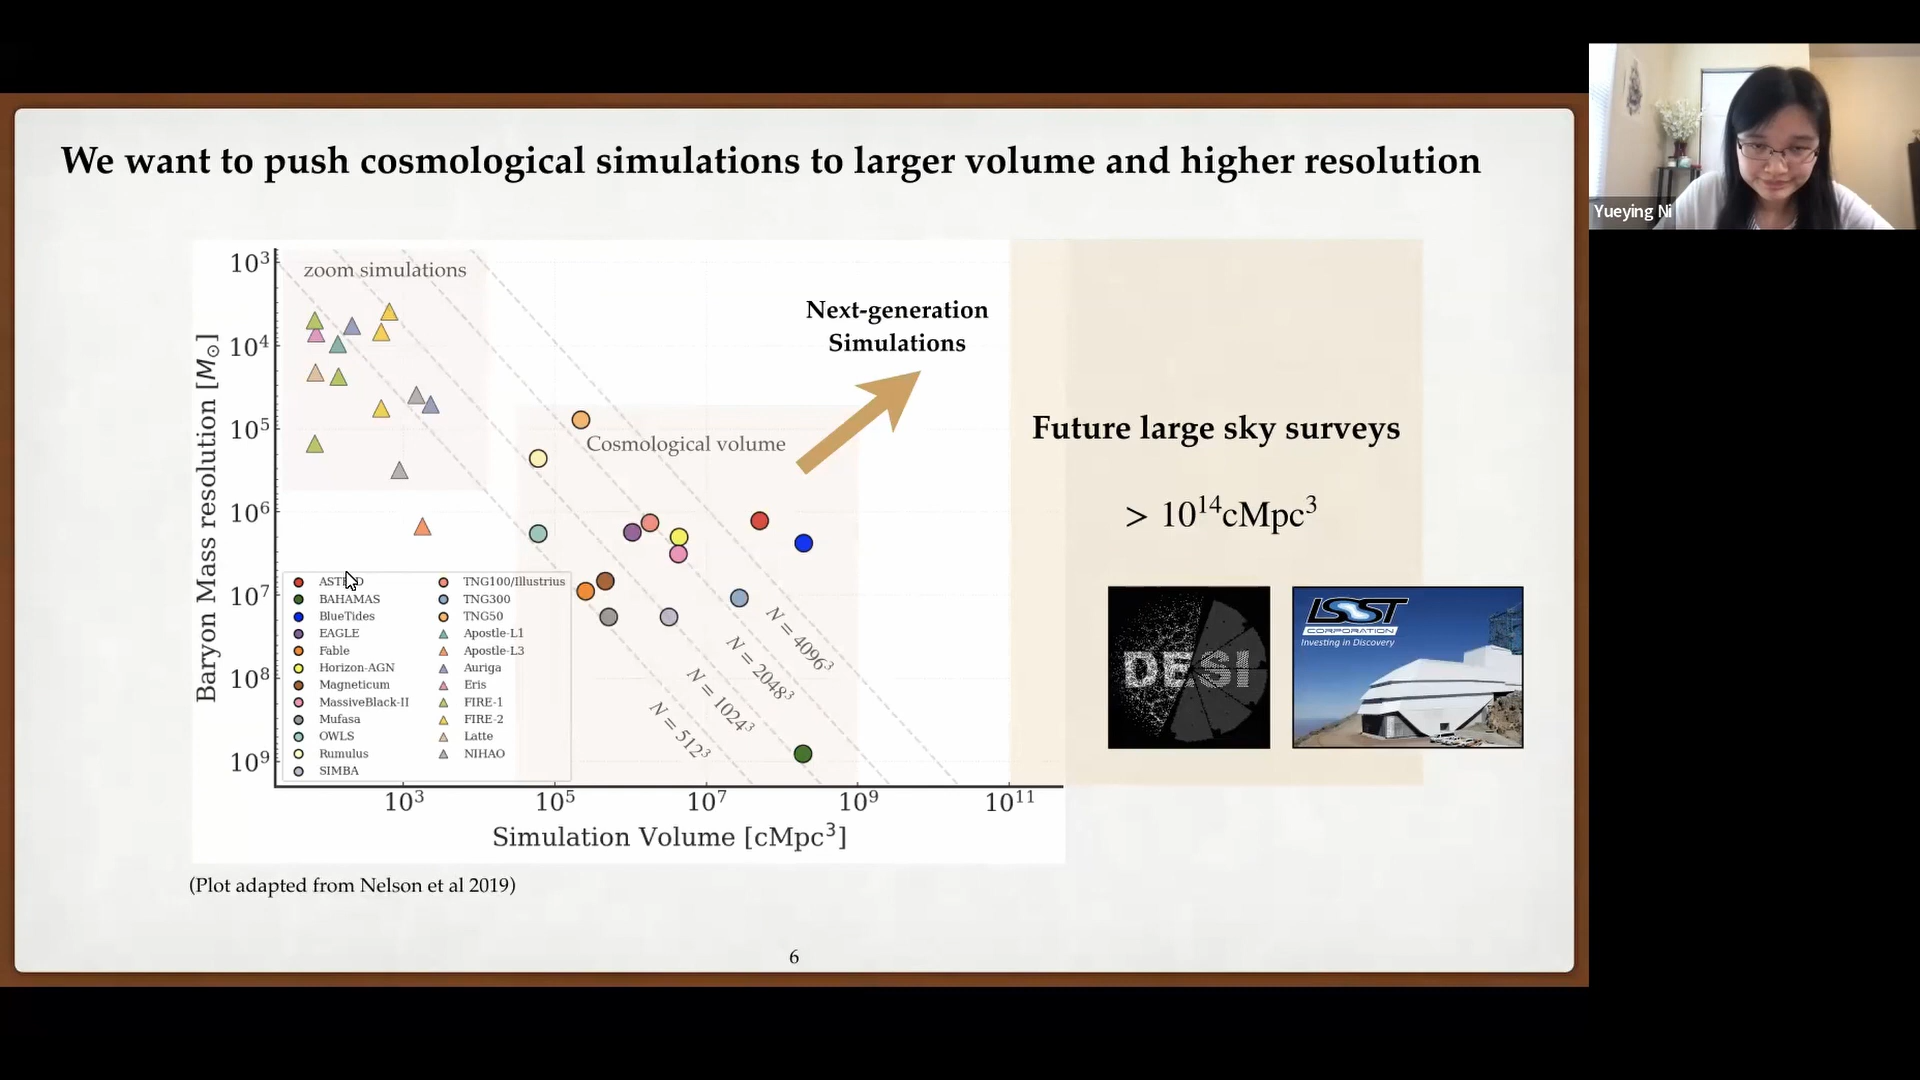 We want to push cosmological simulations to larger volume and higher resolution
Yueying Ni
zoom simulations
Next-generation
Simulations
Cosmological volume
Baryon Mass resolution [M⊙]
10³
10⁴
10⁵
10⁶
10⁷
10⁸
10⁹
ASTRID
BAHAMAS
BlueTides
EAGLE
Fable
Horizon-AGN
Magneticum
MassiveBlack-II
Mufasa
OWLS
Rumulus
SIMBA
TNG100/Illustrius
TNG300
TNG50
Apostle-L1
Apostle-L3
Auriga
Eris
FIRE-1
FIRE-2
Latte
NIHAO
N = 512³
N = 1024³
N = 2048³
N = 4096³
10³
10⁵
10⁷
10⁹
10¹¹
Simulation Volume [cMpc³]
Future large sky surveys
> 10¹⁴cMpc³
DESI
LSST
CORPORATION
Investing in Discovery
(Plot adapted from Nelson et al 2019)
6